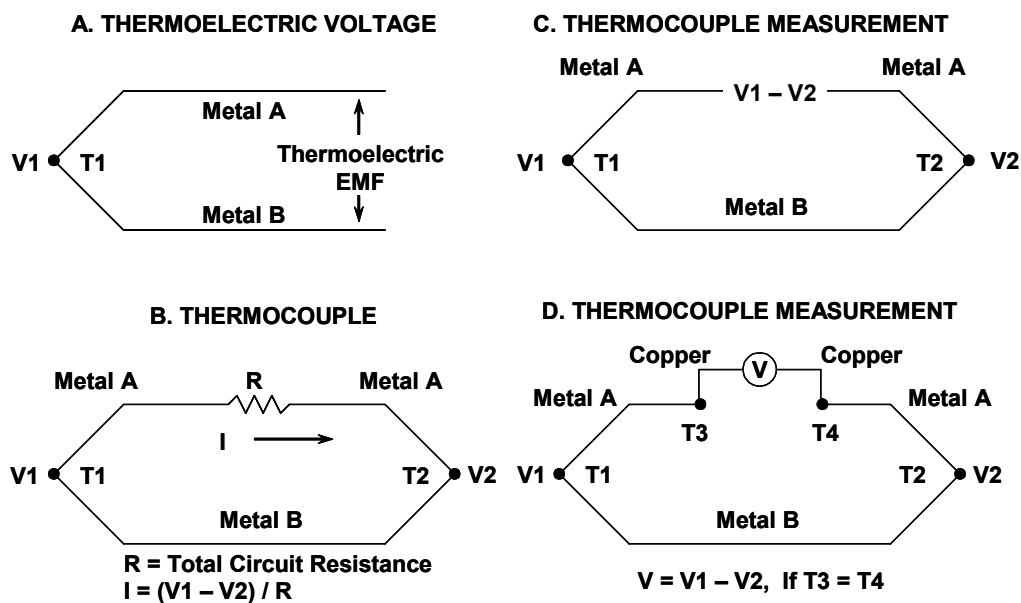 A. THERMOELECTRIC VOLTAGE
Metal A
V1
T1
Thermoelectric
EMF
Metal B
C. THERMOCOUPLE MEASUREMENT
Metal A
Metal A
V1 – V2
V1
T1
T2
V2
Metal B
B. THERMOCOUPLE
Metal A
R
Metal A
I
V1
T1
T2
V2
Metal B
R = Total Circuit Resistance
I = (V1 – V2) / R
D. THERMOCOUPLE MEASUREMENT
Copper
V
Copper
Metal A
Metal A
T3
T4
V1
T1
T2
V2
Metal B
V = V1 – V2, If T3 = T4